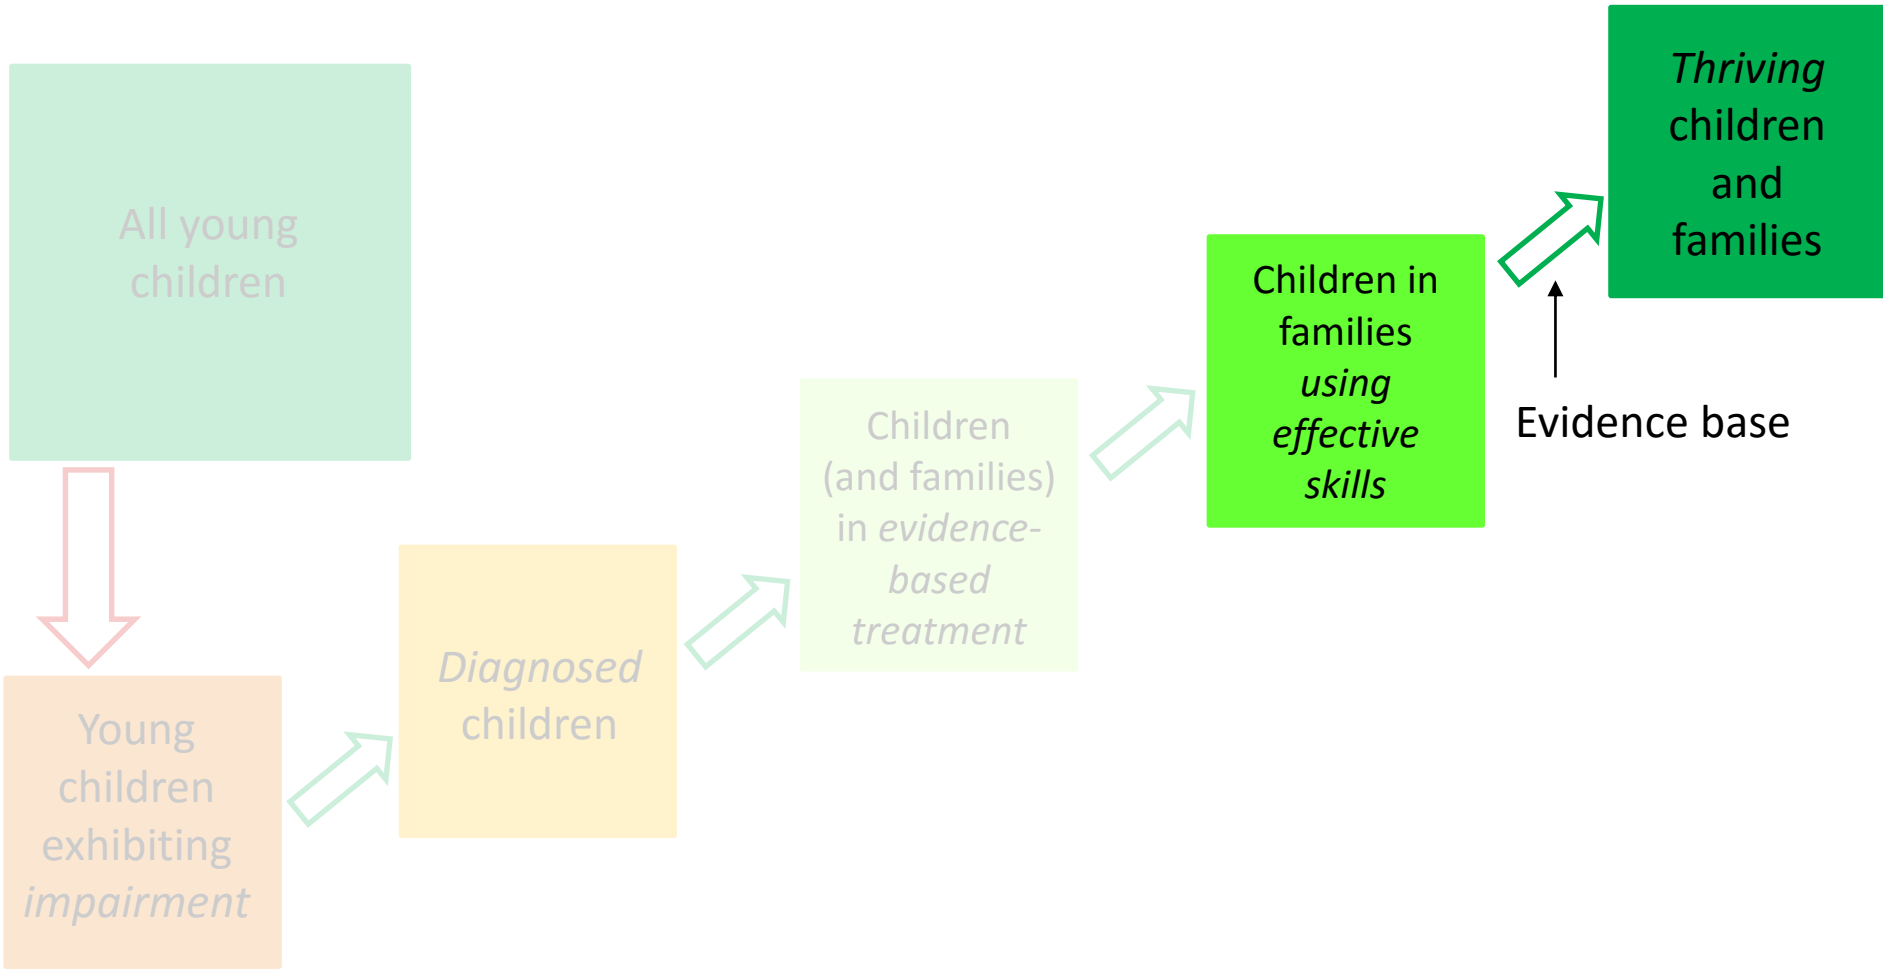 All young
children
Young
children
exhibiting
impairment
Diagnosed
children
Children
(and families)
in evidence-
based
treatment
Children in
families
using
effective
skills
Evidence base
Thriving
children
and
families